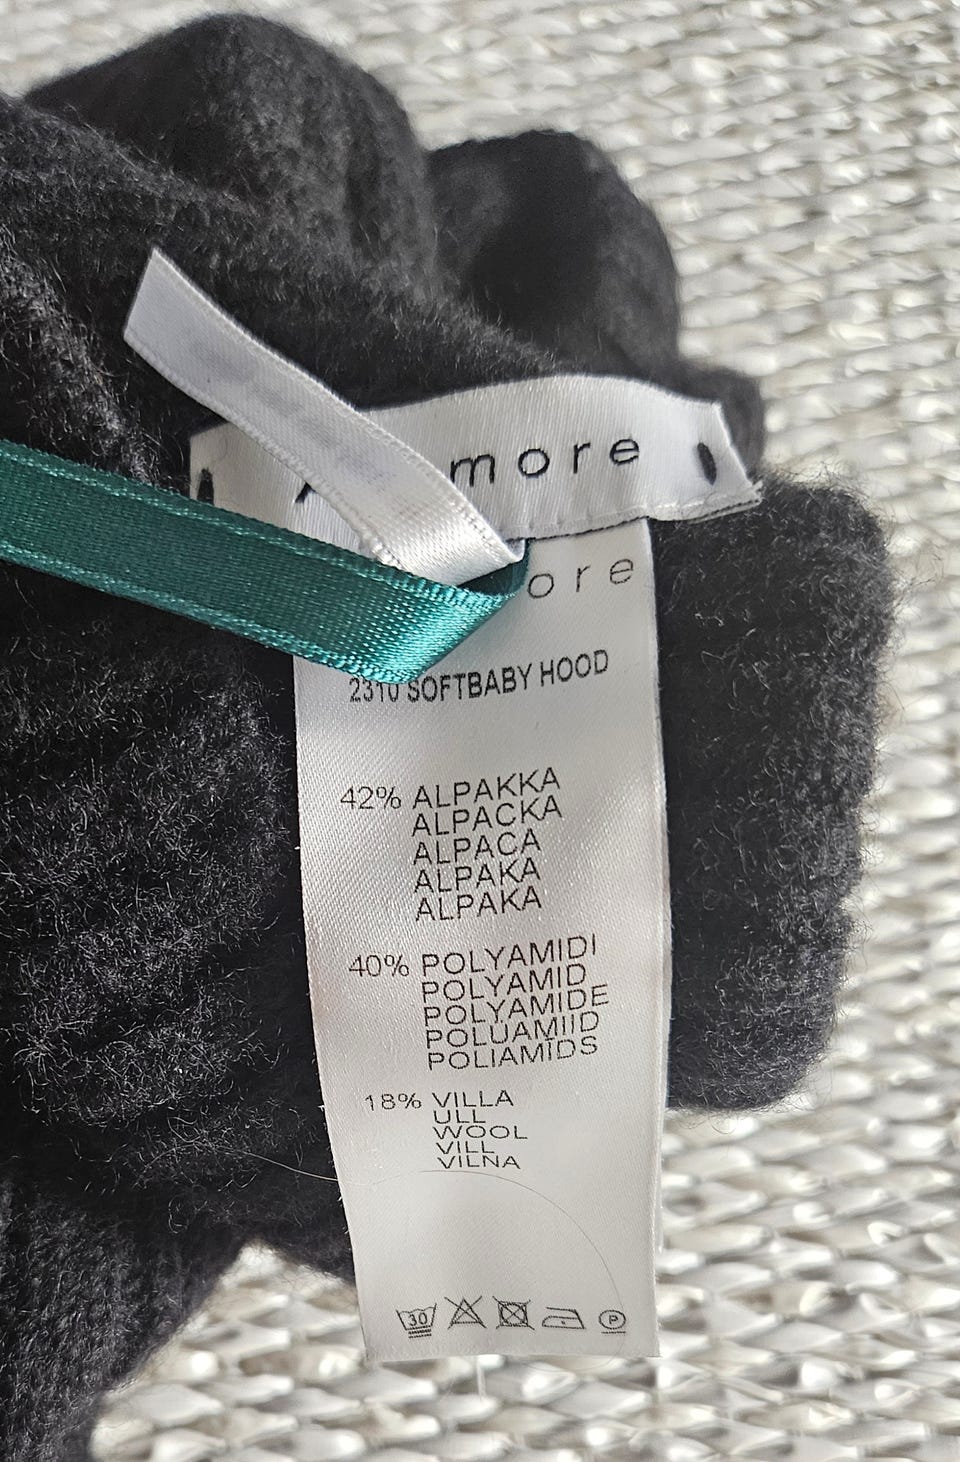 more
ore
2310 SOFTBABY HOOD
42% ALPAKKA
ALPACKA
ALPACA
ALPAKA
ALPAKA
40% POLYAMIDI
POLYAMID
POLYAMIDE
POLÜAMIID
POLIAMĪDS
18% VILLA
ULL
WOOL
VILL
VILNA
30
P